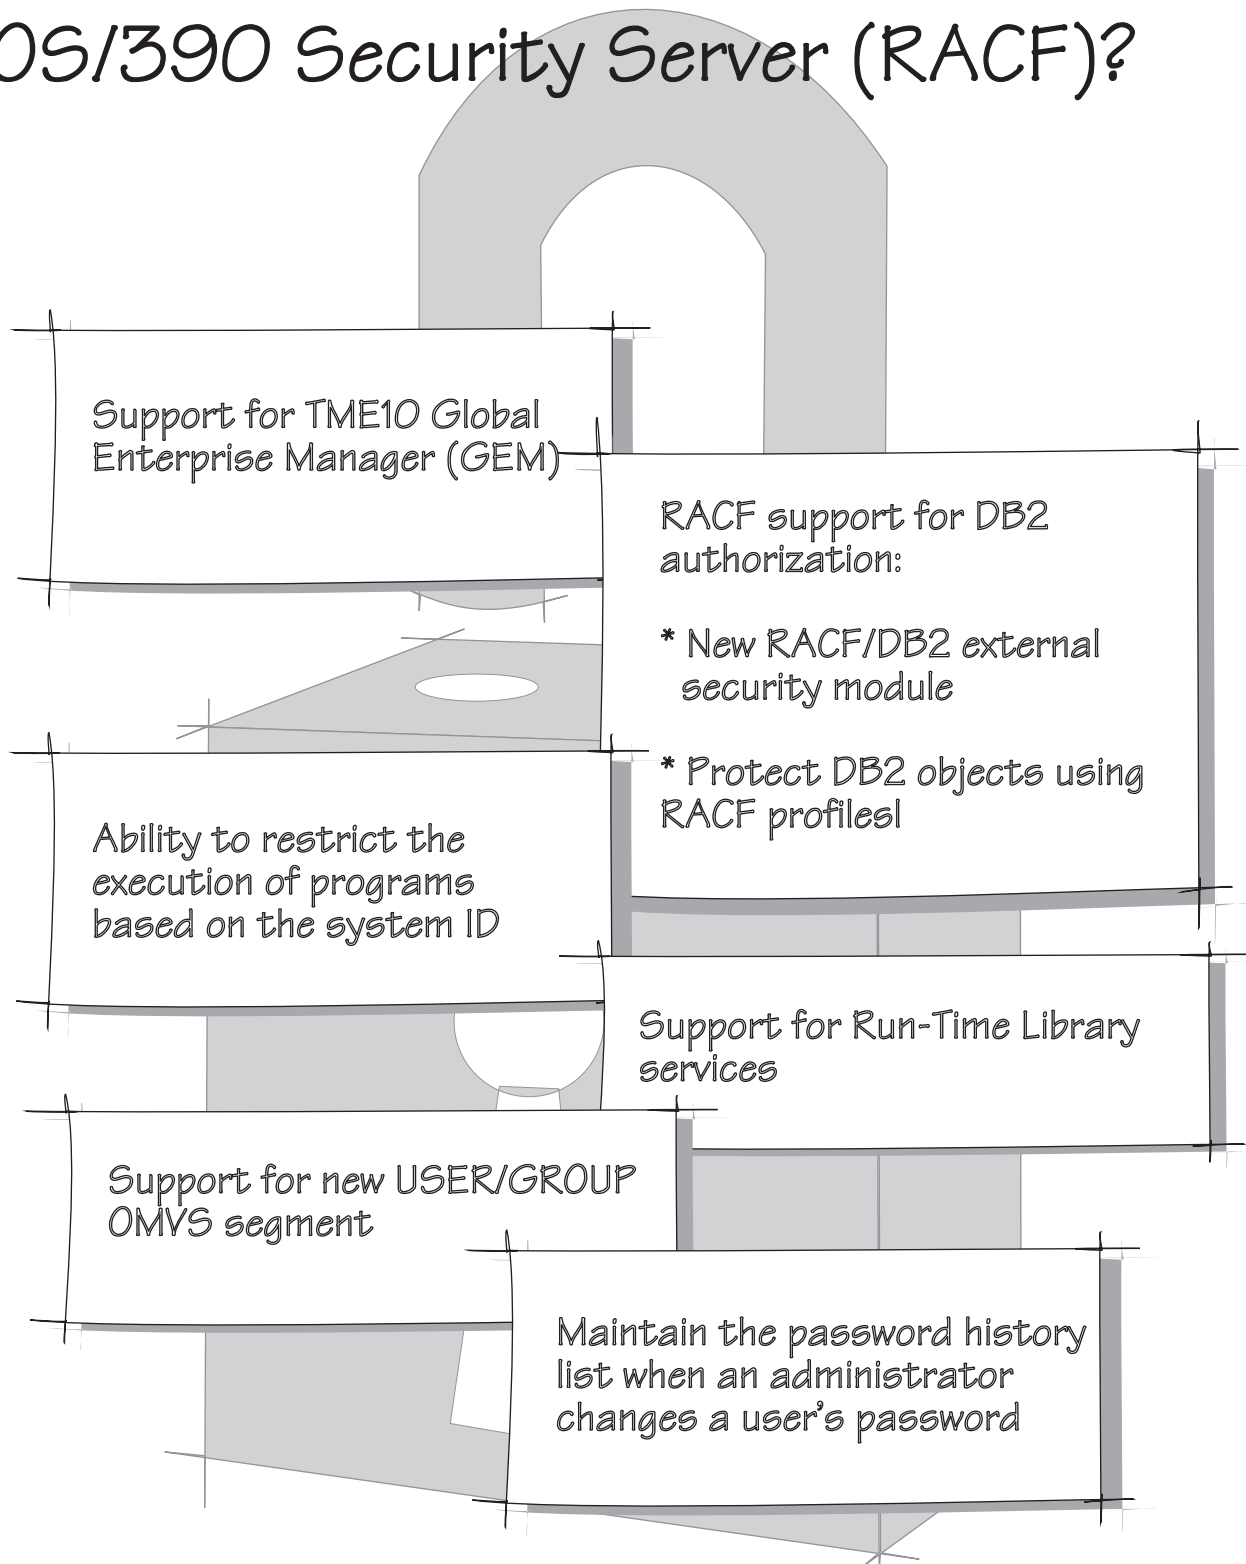 OS/390 Security Server (RACF)?
Support for TME10 Global
Enterprise Manager (GEM)
RACF support for DB2
authorization:
* New RACF/DB2 external
security module
* Protect DB2 objects using
RACF profiles!
Ability to restrict the
execution of programs
based on the system ID
Support for Run-Time Library
services
Support for new USER/GROUP
OMVS segment
Maintain the password history
list when an administrator
changes a user’s password